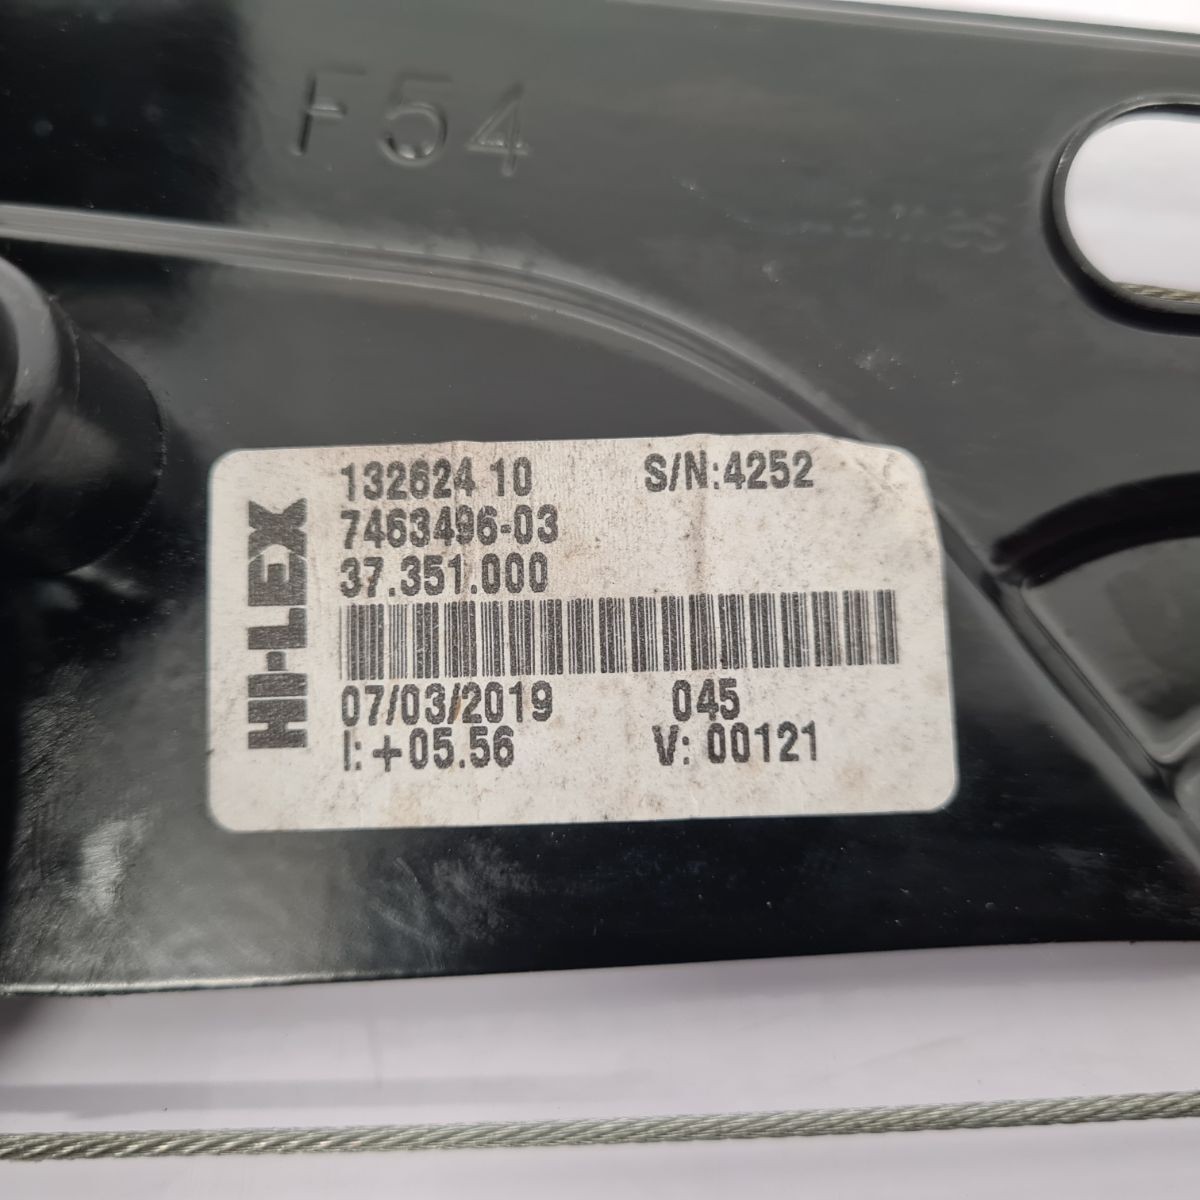 F54
HI-LEX
132624 10 S/N:4252
7463496-03
37.351.000
07/03/2019 045
I: +05.56 V: 00121